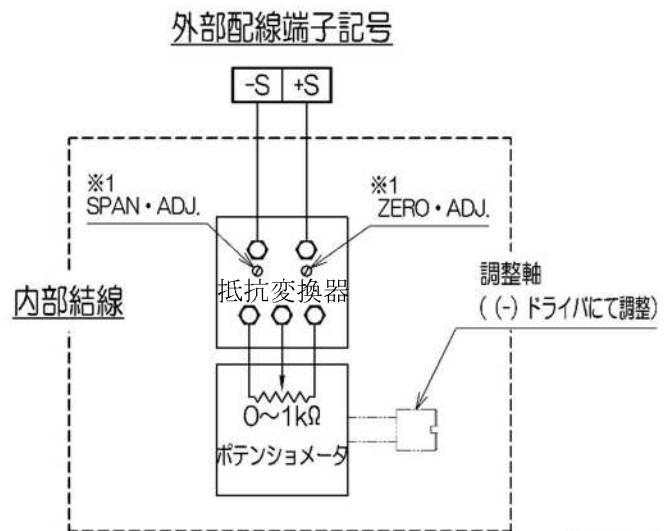 外部配線端子記号
-S +S
※1
SPAN・ADJ.
※1
ZERO・ADJ.
抵抗変換器
内部結線
調整軸
((-)ドライバにて調整)
0～1kΩ
ポテンショメータ